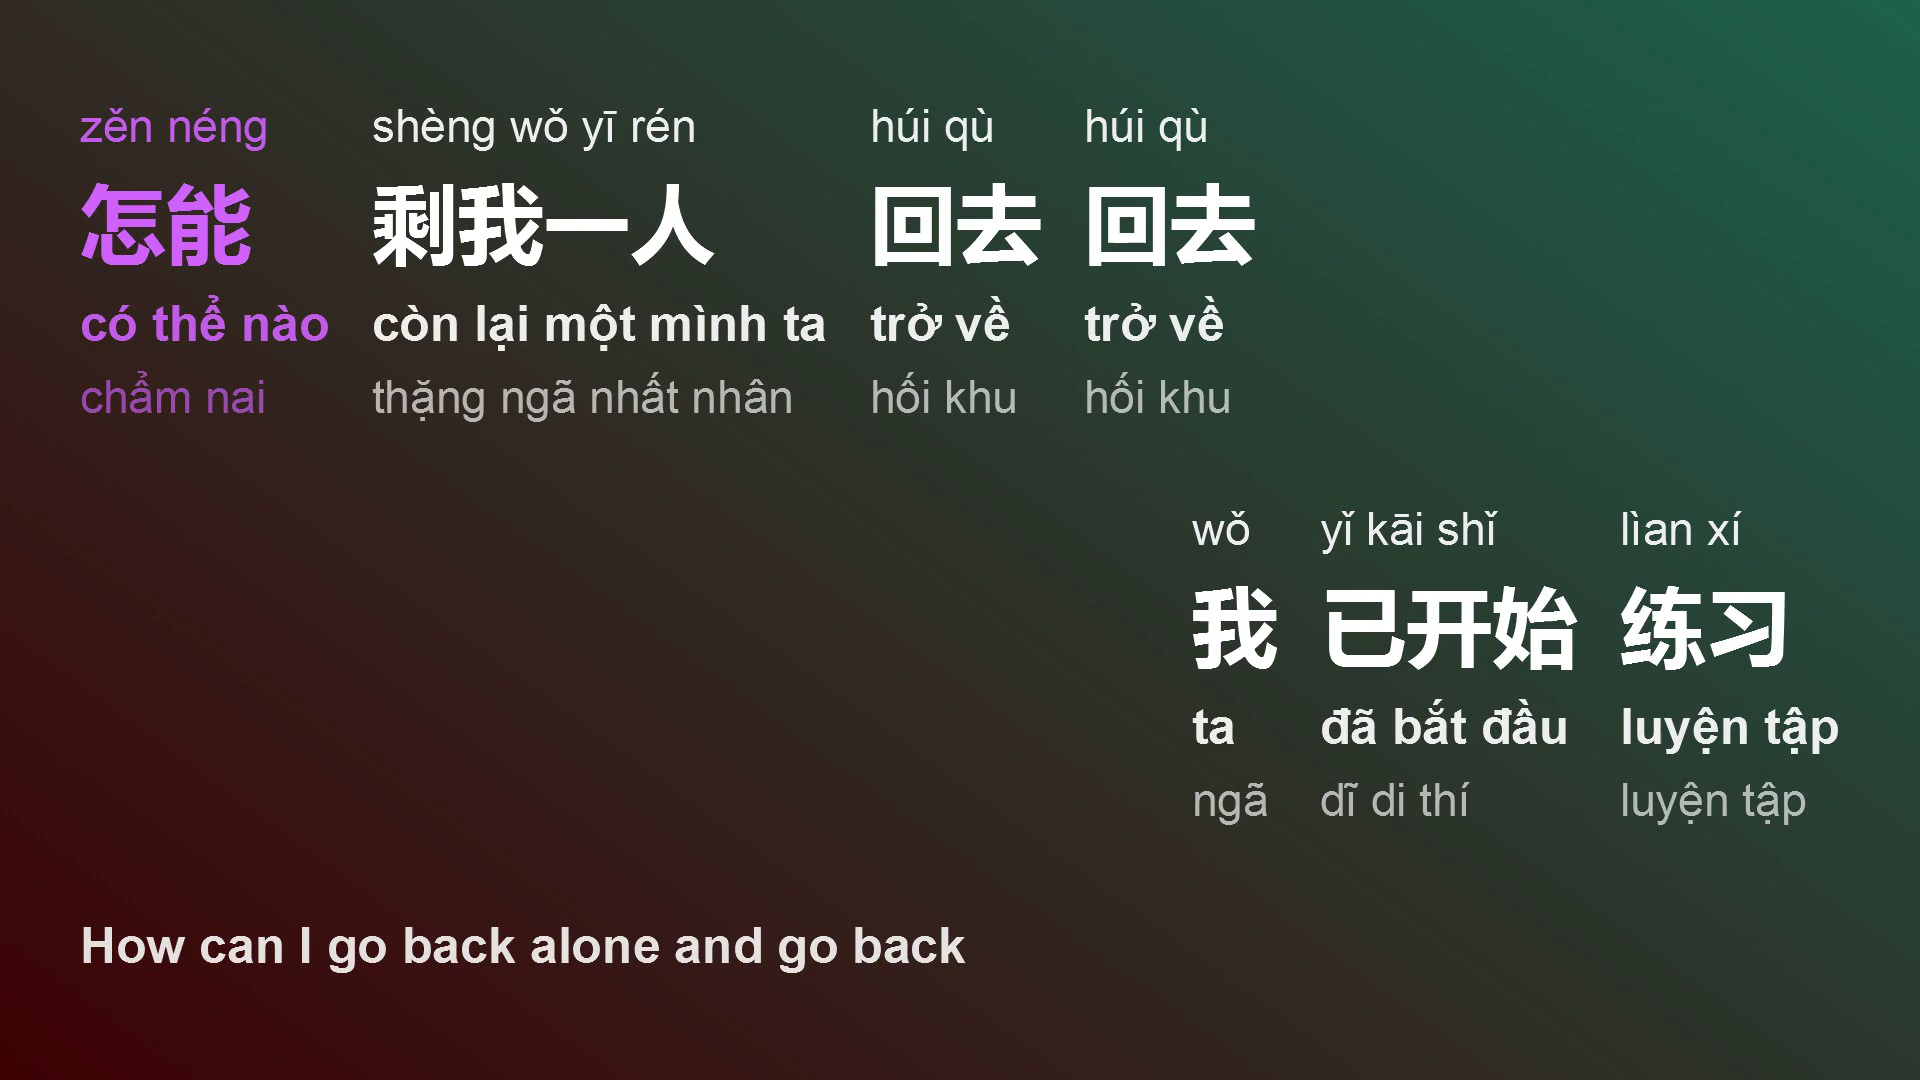 zěn néng shèng wǒ yī rén húi qù húi qù
怎能 剩我一人 回去 回去
có thể nào còn lại một mình ta trở về trở về
chẩm nai thặng ngã nhất nhân hối khu hối khu
wǒ yǐ kāi shǐ lìan xí
我 已开始 练习
ta đã bắt đầu luyện tập
ngã dĩ di thí luyện tập
How can I go back alone and go back